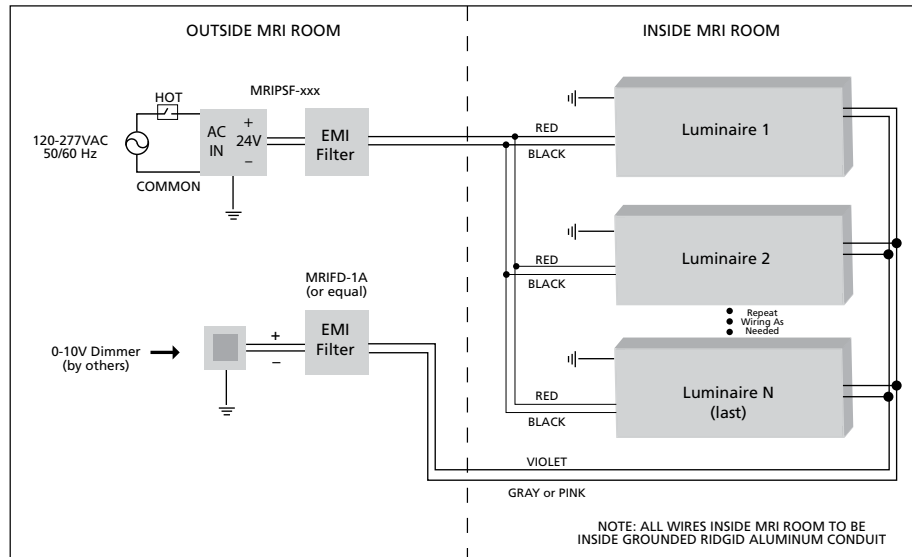 OUTSIDE MRI ROOM
INSIDE MRI ROOM
MRIPSF-xxx
HOT
120-277VAC
50/60 Hz
COMMON
AC
IN
+
24V
–
EMI
Filter
RED
BLACK
Luminaire 1
RED
BLACK
Luminaire 2
Repeat
Wiring As
Needed
MRIFD-1A
(or equal)
0-10V Dimmer
(by others)
+
–
EMI
Filter
RED
BLACK
Luminaire N
(last)
VIOLET
GRAY or PINK
NOTE: ALL WIRES INSIDE MRI ROOM TO BE
INSIDE GROUNDED RIDGID ALUMINUM CONDUIT